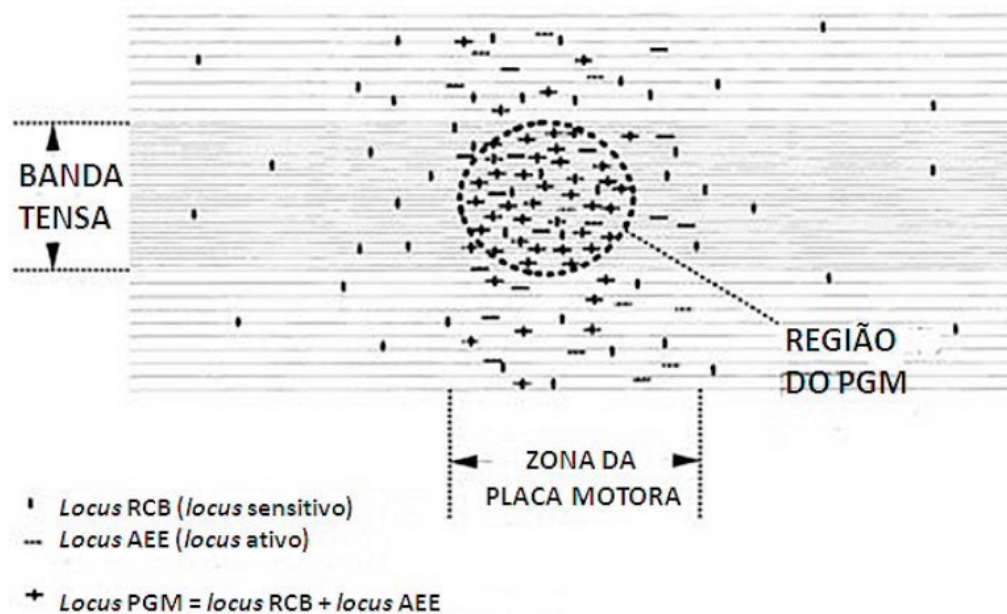 BANDA
TENSA
REGIÃO
DO PGM
ZONA DA
PLACA MOTORA
Locus RCB (locus sensitivo)
Locus AEE (locus ativo)
Locus PGM = locus RCB + locus AEE